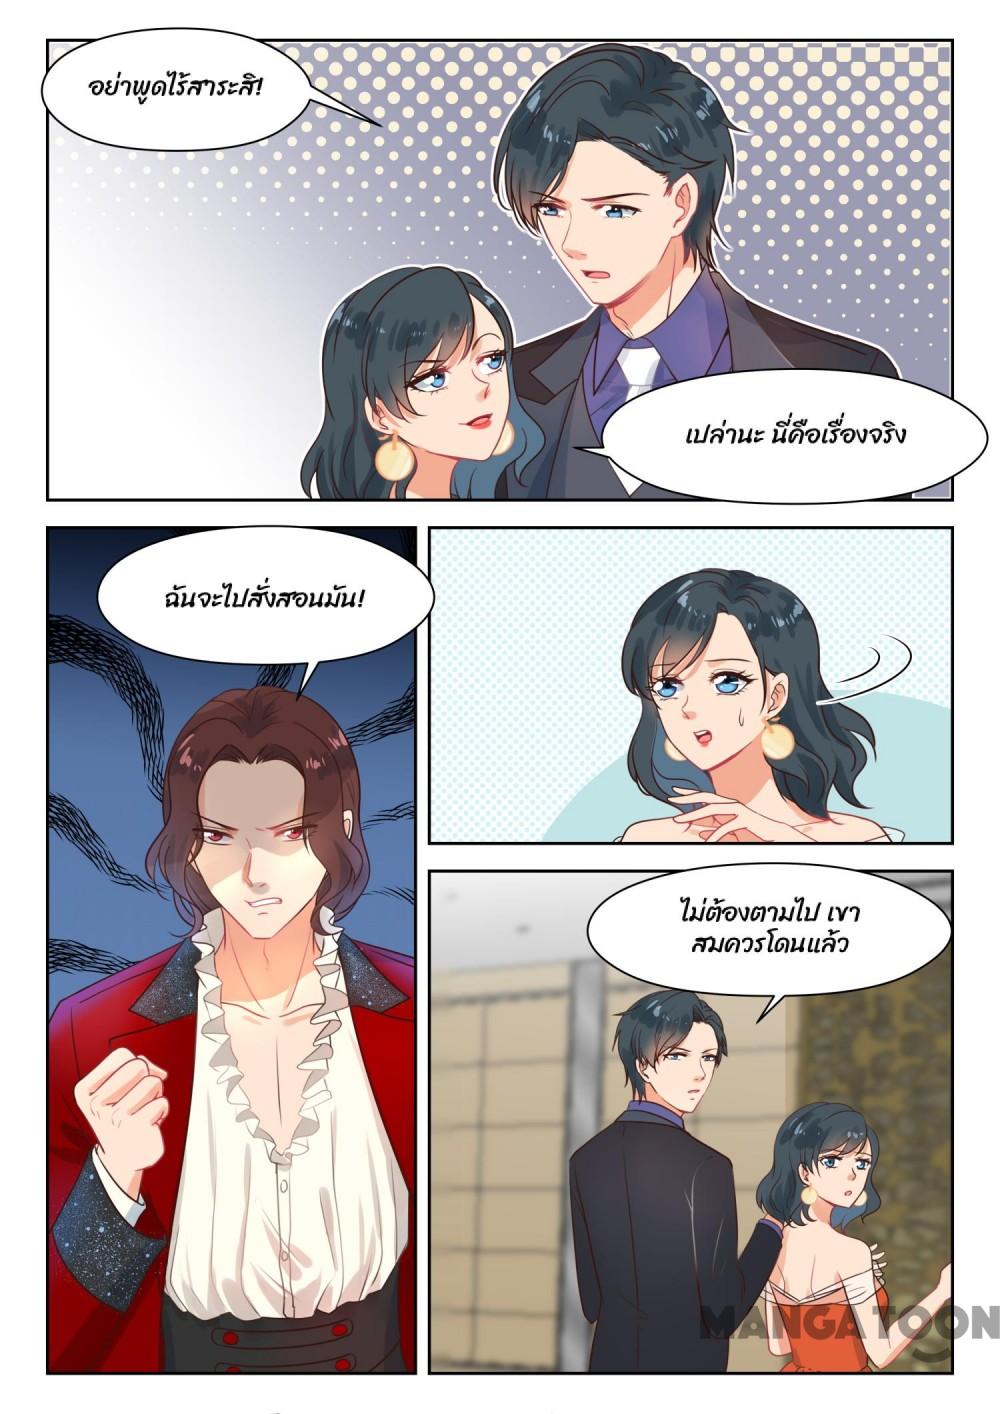 อย่าพูดไร้สาระสิ!
เปล่านะ นี่คือเรื่องจริง
ฉันจะไปสั่งสอนมัน!
ไม่ต้องตามไป เขา
สมควรโดนแล้ว
MANGATOON